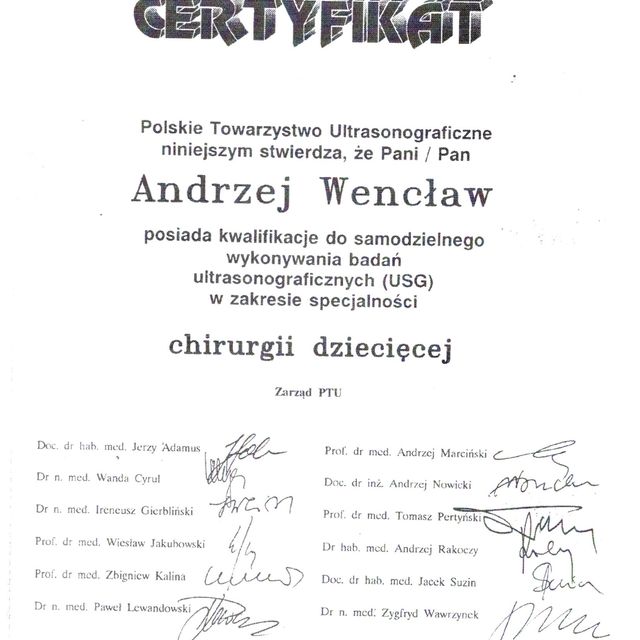 CERTYFIKAT
Polskie Towarzystwo Ultrasonograficzne
niniejszym stwierdza, że Pani / Pan
Andrzej Wencław
posiada kwalifikacje do samodzielnego
wykonywania badań
ultrasonograficznych (USG)
w zakresie specjalności
chirurgii dziecięcej
Zarząd PTU
Doc. dr hab. med. Jerzy Adamus
Dr n. med. Wanda Cyrul
Dr n. med. Ireneusz Gierbliński
Prof. dr med. Wiesław Jakubowski
Prof. dr med. Zbigniew Kalina
Dr n. med. Paweł Lewandowski
Prof. dr med. Andrzej Marciński
Doc. dr inż. Andrzej Nowicki
Prof. dr med. Tomasz Pertyński
Dr hab. med. Andrzej Rakoczy
Doc. dr hab. med. Jacek Suzin
Dr n. med. Zygfryd Wawrzynek